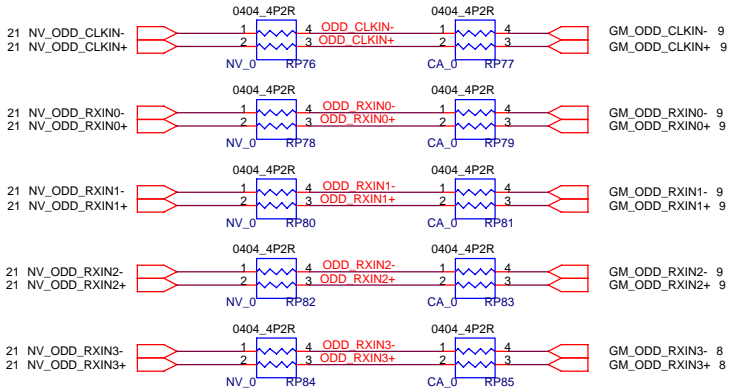 0404_4P2R 0404_4P2R
21 NV_ODD_CLKIN- 1 4 ODD_CLKIN- 1 4 GM_ODD_CLKIN- 9
21 NV_ODD_CLKIN+ 2 3 ODD_CLKIN+ 2 3 GM_ODD_CLKIN+ 9
NV_0 RP76 CA_0 RP77
0404_4P2R 0404_4P2R
21 NV_ODD_RXIN0- 1 4 ODD_RXIN0- 1 4 GM_ODD_RXIN0- 9
21 NV_ODD_RXIN0+ 2 3 ODD_RXIN0+ 2 3 GM_ODD_RXIN0+ 9
NV_0 RP78 CA_0 RP79
0404_4P2R 0404_4P2R
21 NV_ODD_RXIN1- 1 4 ODD_RXIN1- 1 4 GM_ODD_RXIN1- 9
21 NV_ODD_RXIN1+ 2 3 ODD_RXIN1+ 2 3 GM_ODD_RXIN1+ 9
NV_0 RP80 CA_0 RP81
0404_4P2R 0404_4P2R
21 NV_ODD_RXIN2- 1 4 ODD_RXIN2- 1 4 GM_ODD_RXIN2- 9
21 NV_ODD_RXIN2+ 2 3 ODD_RXIN2+ 2 3 GM_ODD_RXIN2+ 9
NV_0 RP82 CA_0 RP83
0404_4P2R 0404_4P2R
21 NV_ODD_RXIN3- 1 4 ODD_RXIN3- 1 4 GM_ODD_RXIN3- 8
21 NV_ODD_RXIN3+ 2 3 ODD_RXIN3+ 2 3 GM_ODD_RXIN3+ 8
NV_0 RP84 CA_0 RP85